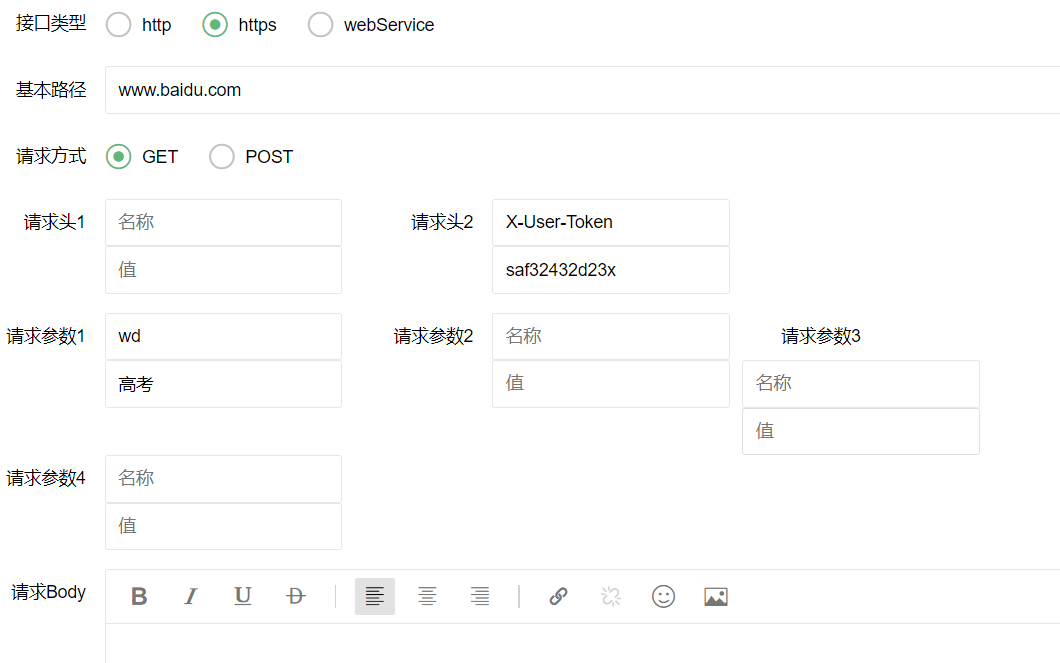 接口类型 http https webService
基本路径 www.baidu.com
请求方式 GET POST
请求头1 名称 请求头2 X-User-Token
值 saf32432d23x
请求参数1 wd 请求参数2 名称 请求参数3
高考 值 名称
值
请求参数4 名称
值
请求Body B I U D